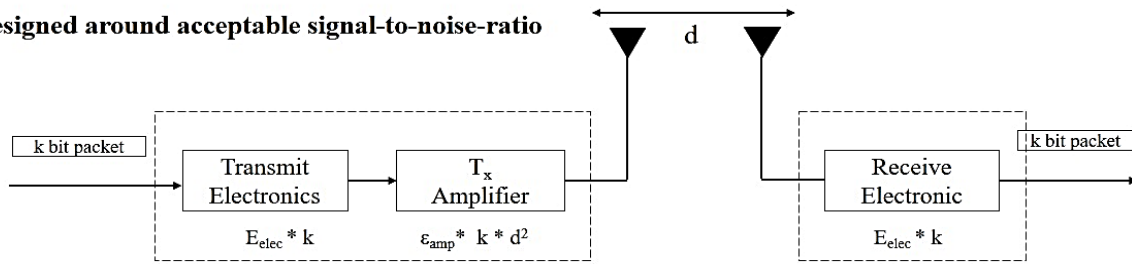 esigned around acceptable signal-to-noise-ratio
d
k bit packet
Transmit
Electronics
Tx
Amplifier
Receive
Electronic
k bit packet
Eelec * k
εamp* k * d²
Eelec * k